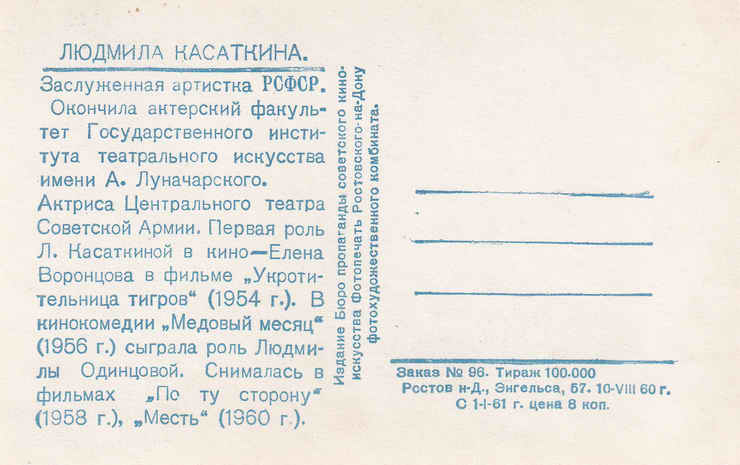 ЛЮДМИЛА КАСАТКИНА.
Заслуженная артистка РСФСР.
Окончила актерский факуль-
тет Государственного инсти-
тута театрального искусства
имени А. Луначарского.
Актриса Центрального театра
Советской Армии. Первая роль
Л. Касаткиной в кино—Елена
Воронцова в фильме „Укроти-
тельница тигров“ (1954 г.). В
кинокомедии „Медовый месяц“
(1956 г.) сыграла роль Людми-
лы Одинцовой. Снималась в
фильмах „По ту сторону“
(1958 г.), „Месть“ (1960 г.).
Издание Бюро пропаганды советского кино-
искусства Фотопечать Ростовского-на-Дону
фотохудожественного комбината.
Заказ № 96. Тираж 100.000
Ростов н-Д., Энгельса, 57. 10-VIII 60 г.
С 1-I-61 г. цена 8 коп.